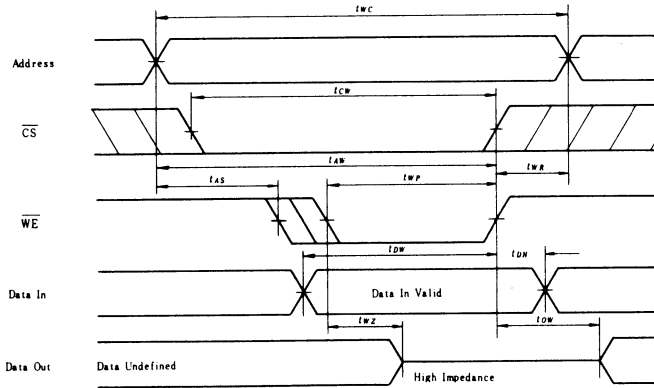 tWC
Address
tCW
CS
tAW
tWR
tAS
tWP
WE
tDW
tDH
Data In
Data In Valid
tWZ
tOW
Data Out
Data Undefined
High Impedance